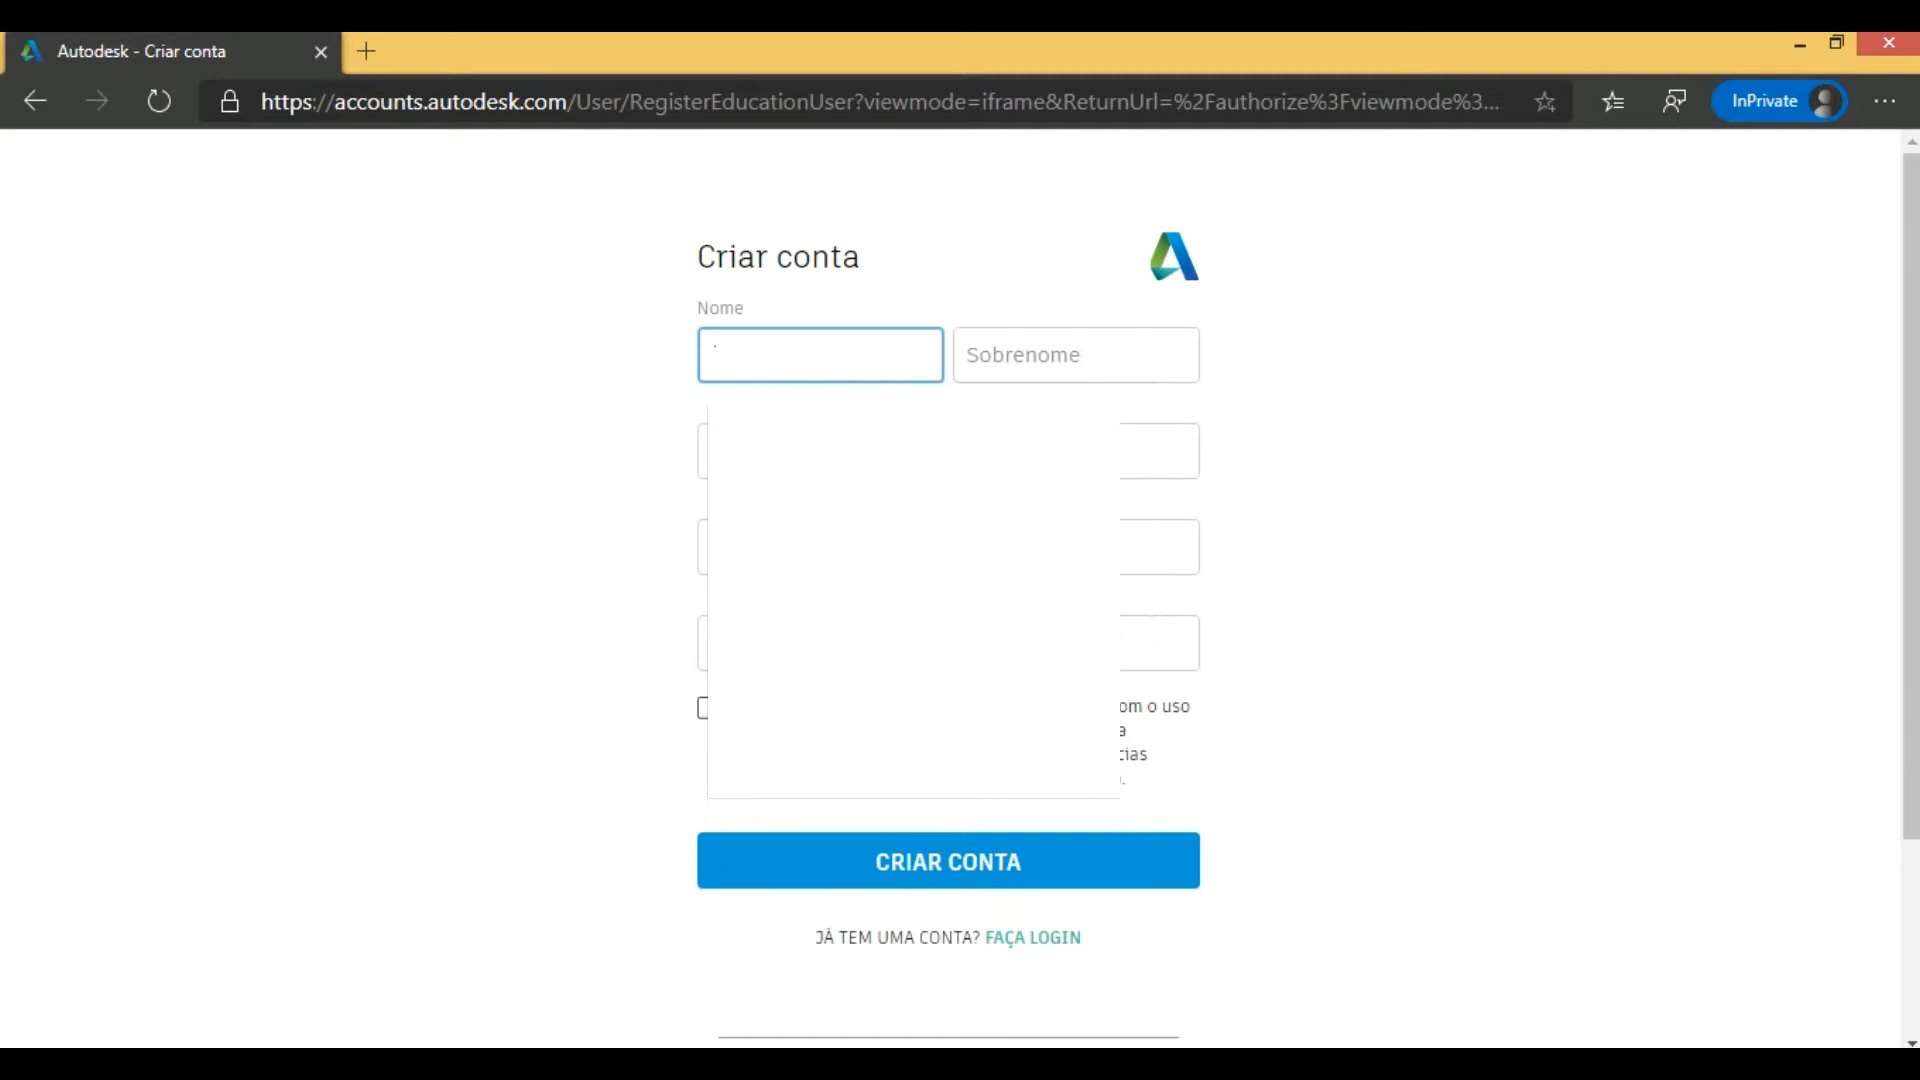 Autodesk - Criar conta
https://accounts.autodesk.com/User/RegisterEducationUser?viewmode=iframe&ReturnUrl=%2Fauthorize%3Fviewmode%3...
InPrivate
Criar conta
Nome
Sobrenome
om o uso
a
cias
CRIAR CONTA
JÁ TEM UMA CONTA? FAÇA LOGIN